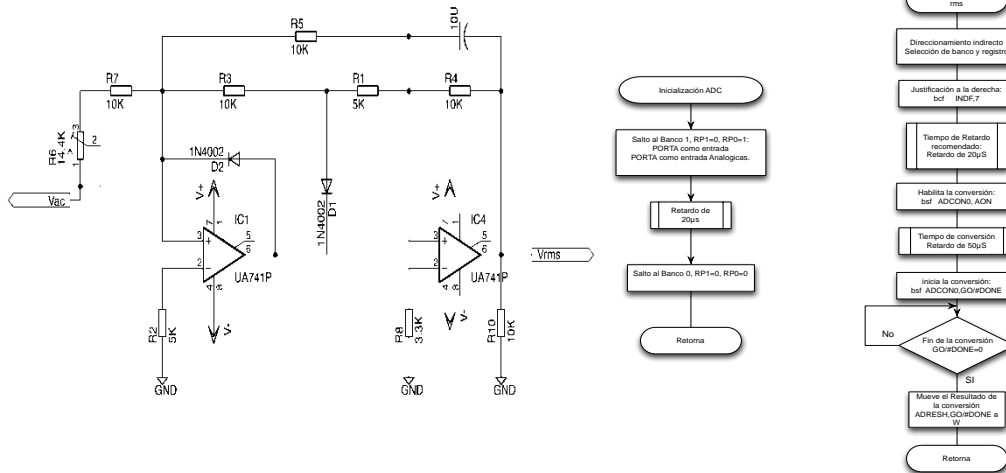 R5
10K
10U
R7
10K
R3
10K
R1
5K
R4
10K
R6
14.4K
3
2
1
Vac
1N4002
D2
1N4002
D1
V+
7
1
IC1
3
+
5
6
2
-
UA741P
4
8
V-
R2
5K
GND
V+
7
1
IC4
3
+
5
6
2
-
UA741P
4
8
V-
Vrms
R8
3.3K
R10
10K
GND
GND
Inicialización ADC
Salto al Banco 1, RP1=0, RP0=1:
PORTA como entrada
PORTA como entrada Analogicas.
Retardo de
20µs
Salto al Banco 0, RP1=0, RP0=0
Retorna
rms
Direccionamiento indirecto
Selección de banco y registro
Justificación a la derecha:
bcf INDF,7
Tiempo de Retardo
recomendado:
Retardo de 20µS
Habilita la conversión:
bsf ADCON0, AON
Tiempo de conversión
Retardo de 50µS
inicia la conversión:
bsf ADCON0,GO/#DONE
No
Fin de la conversión
GO/#DONE=0
SI
Mueve el Resultado de
la conversión
ADRESH,GO/#DONE a
W
Retorna